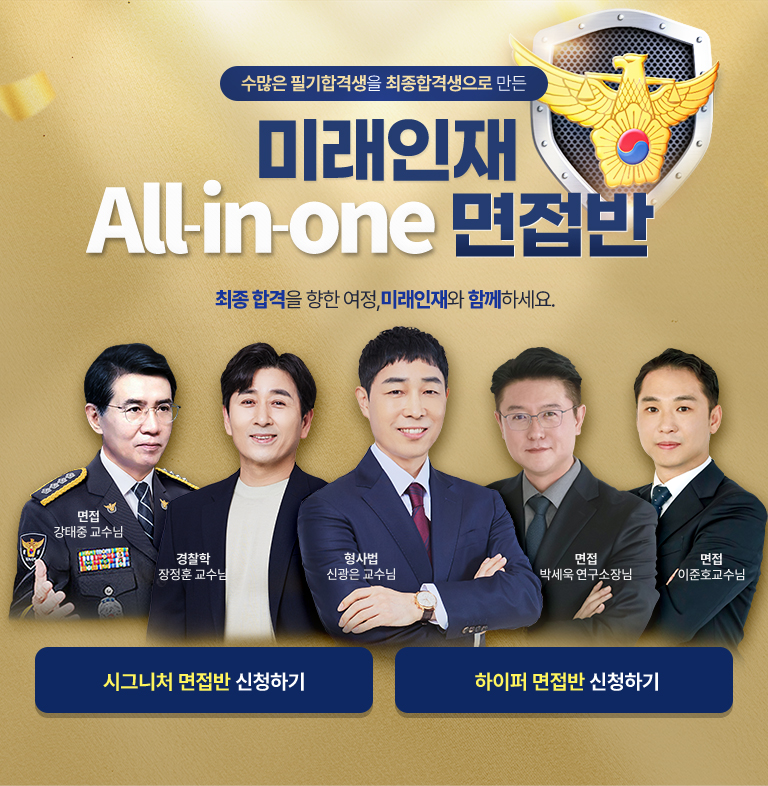 수많은 필기합격생을 최종합격생으로 만든
미래인재
All-in-one 면접반
최종 합격을 향한 여정,미래인재와 함께하세요.
면접
강태중 교수님
경찰학
장정훈 교수님
형사법
신광은 교수님
면접
박세욱 연구소장님
면접
이준호교수님
시그니처 면접반 신청하기
하이퍼 면접반 신청하기